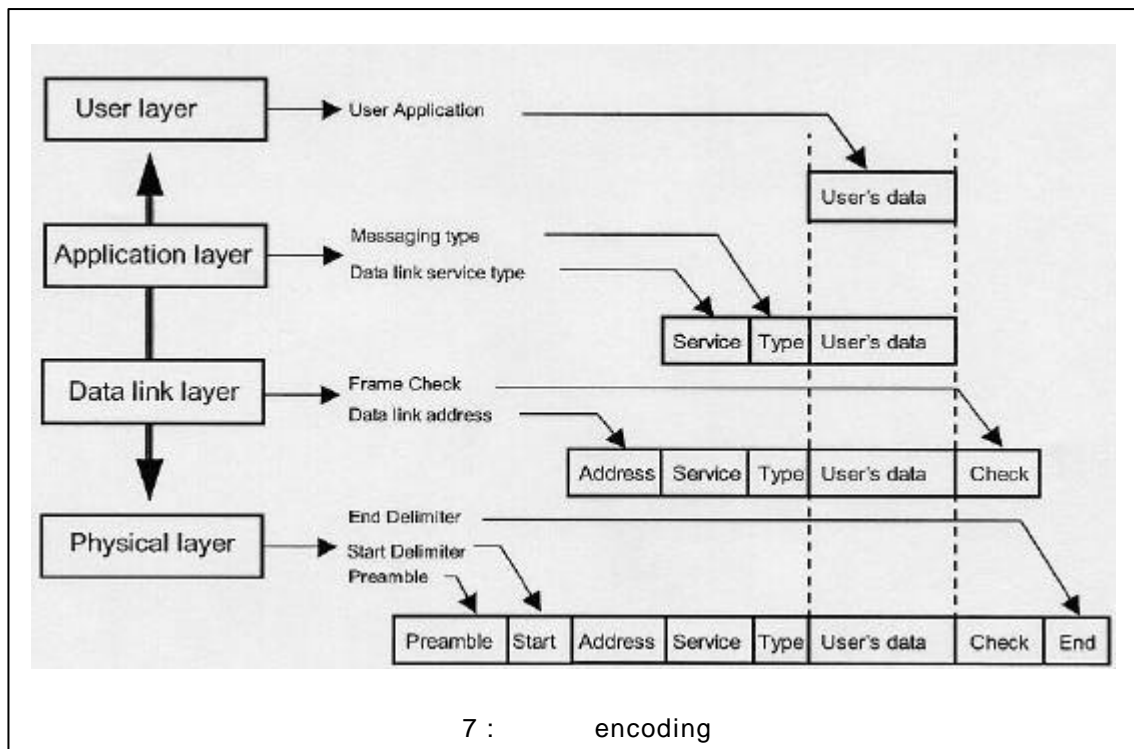 User layer
User Application
User's data
Application layer
Messaging type
Data link service type
Service Type User's data
Data link layer
Frame Check
Data link address
Address Service Type User's data Check
Physical layer
End Delimiter
Start Delimiter
Preamble
Preamble Start Address Service Type User's data Check End
7 : encoding